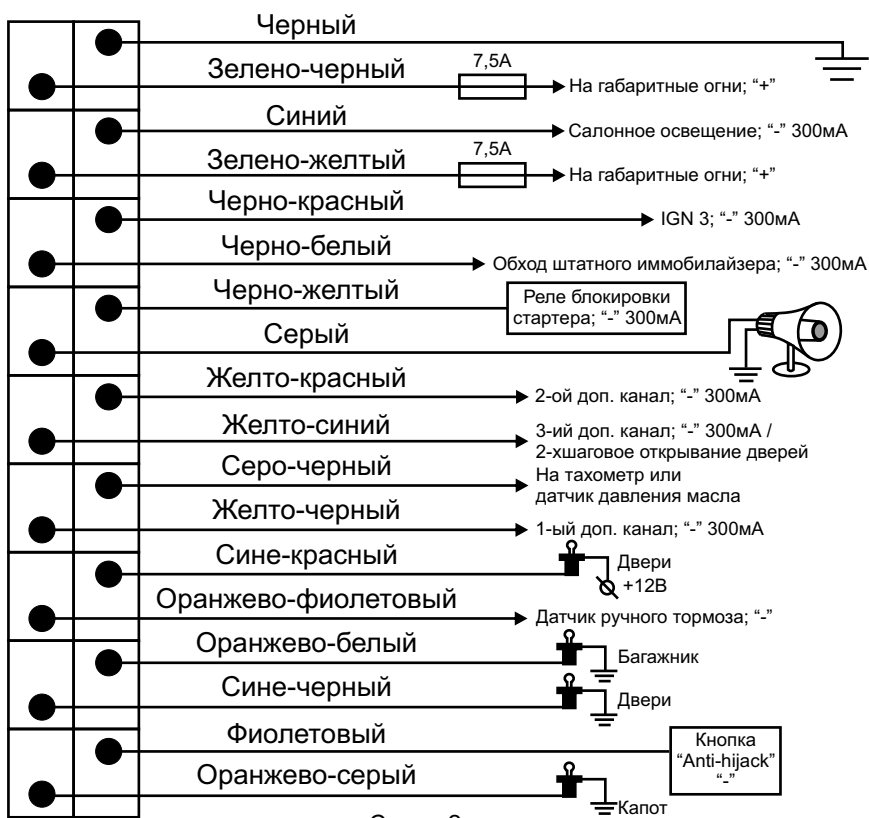 Черный
Зелено-черный
7,5А
На габаритные огни; “+”
Синий
Салонное освещение; “-” 300мА
Зелено-желтый
7,5А
На габаритные огни; “+”
Черно-красный
IGN 3; “-” 300мА
Черно-белый
Обход штатного иммобилайзера; “-” 300мА
Черно-желтый
Реле блокировки
стартера; “-” 300мА
Серый
Желто-красный
2-ой доп. канал; “-” 300мА
Желто-синий
3-ий доп. канал; “-” 300мА /
2-хшаговое открывание дверей
Серо-черный
На тахометр или
датчик давления масла
Желто-черный
1-ый доп. канал; “-” 300мА
Сине-красный
Двери
+12В
Оранжево-фиолетовый
Датчик ручного тормоза; “-”
Оранжево-белый
Багажник
Сине-черный
Двери
Фиолетовый
Кнопка
“Anti-hijack”
“-”
Оранжево-серый
Капот